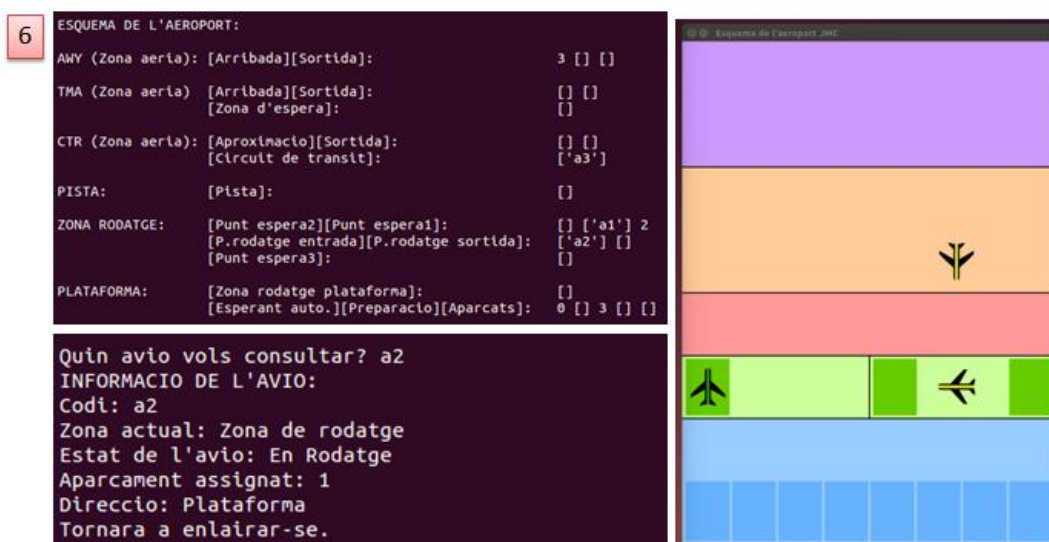 6
ESQUEMA DE L'AEROPORT:
AWY (Zona aeria): [Arribada][Sortida]: 3 [] []
TMA (Zona aeria) [Arribada][Sortida]: [] []
[Zona d'espera]: []
CTR (Zona aeria): [Aproximacio][Sortida]: [] []
[Circuit de transit]: ['a3']
PISTA: [Pista]: []
ZONA RODATGE: [Punt espera2][Punt espera1]: [] ['a1'] 2
[P.rodatge entrada][P.rodatge sortida]: ['a2'] []
[Punt espera3]: []
PLATAFORMA: [Zona rodatge plataforma]: []
[Esperant auto.][Preparacio][Aparcats]: 0 [] 3 [] []
Quin avio vols consultar? a2
INFORMACIO DE L'AVIO:
Codi: a2
Zona actual: Zona de rodatge
Estat de l'avio: En Rodatge
Aparcament assignat: 1
Direccio: Plataforma
Tornara a enlairar-se.
Esquema de l'aeroport JMC